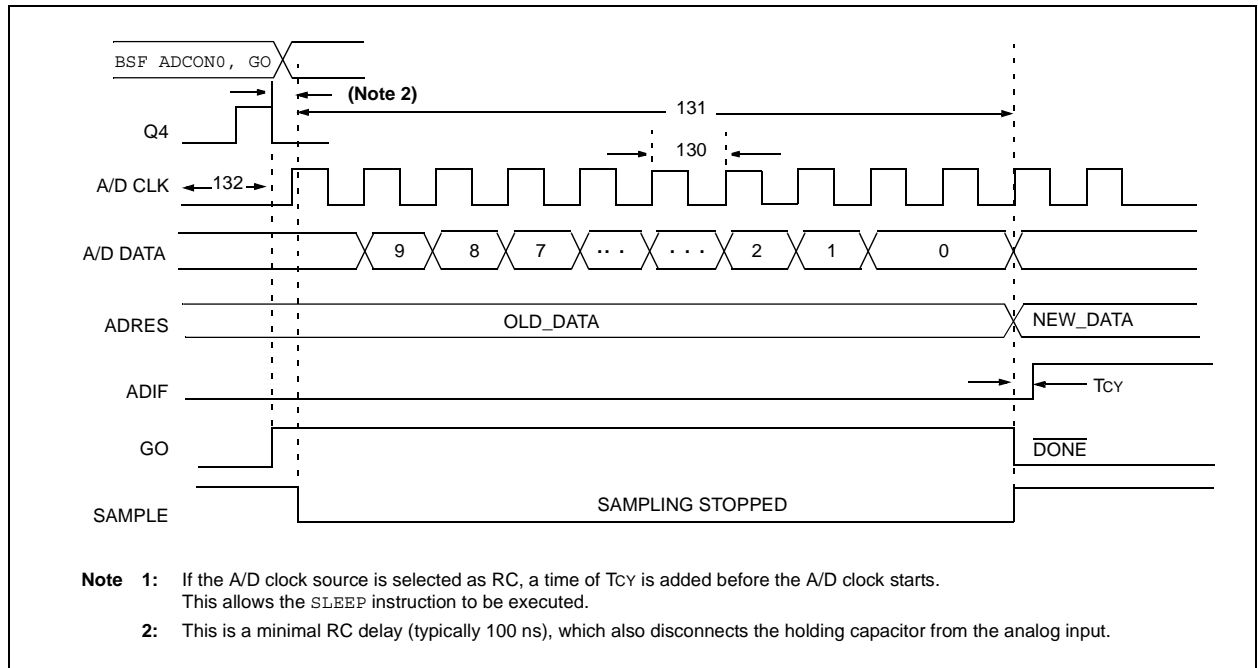 BSF ADCON0, GO
(Note 2)
131
Q4
130
A/D CLK
132
A/D DATA
9 8 7 ... ... 2 1 0
ADRES
OLD_DATA
NEW_DATA
ADIF
TCY
GO
DONE
SAMPLE
SAMPLING STOPPED
Note 1: If the A/D clock source is selected as RC, a time of TCY is added before the A/D clock starts.
This allows the SLEEP instruction to be executed.
2: This is a minimal RC delay (typically 100 ns), which also disconnects the holding capacitor from the analog input.